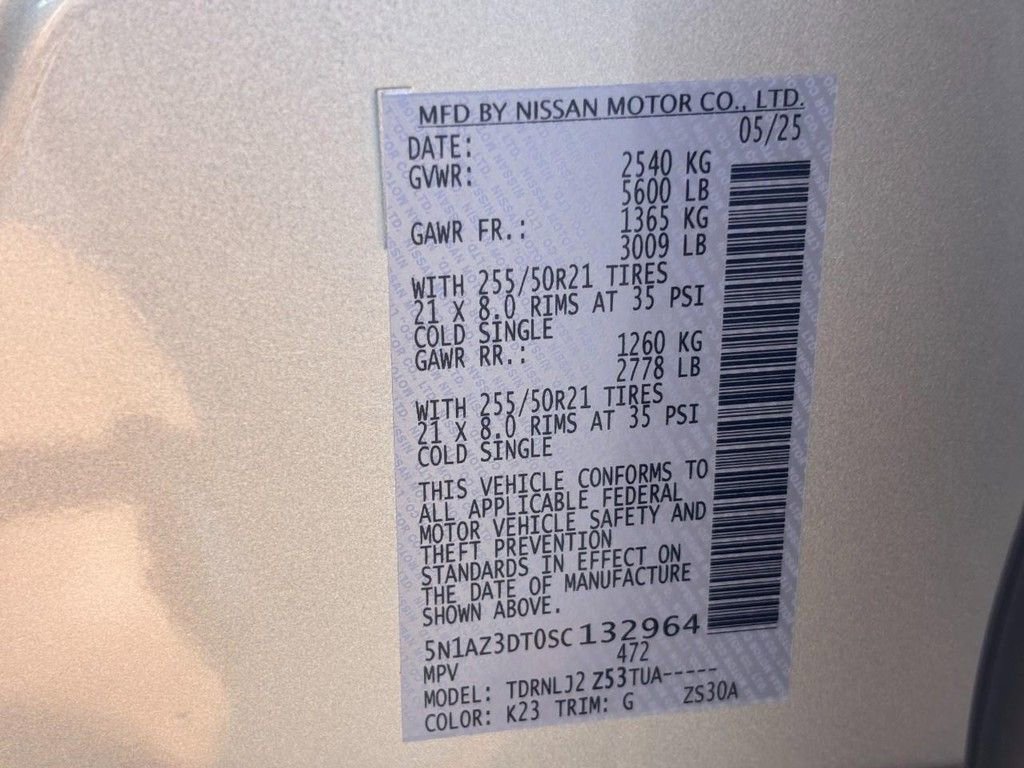 MFD BY NISSAN MOTOR CO., LTD.
DATE: 05/25
GVWR: 2540 KG
5600 LB
GAWR FR.: 1365 KG
3009 LB
WITH 255/50R21 TIRES
21 X 8.0 RIMS AT 35 PSI
COLD SINGLE
GAWR RR.: 1260 KG
2778 LB
WITH 255/50R21 TIRES
21 X 8.0 RIMS AT 35 PSI
COLD SINGLE
THIS VEHICLE CONFORMS TO
ALL APPLICABLE FEDERAL
MOTOR VEHICLE SAFETY AND
THEFT PREVENTION
STANDARDS IN EFFECT ON
THE DATE OF MANUFACTURE
SHOWN ABOVE.
5N1AZ3DT0SC132964
MPV 472
MODEL: TDRNLJ2 Z53TUA-----
COLOR: K23 TRIM: G ZS30A